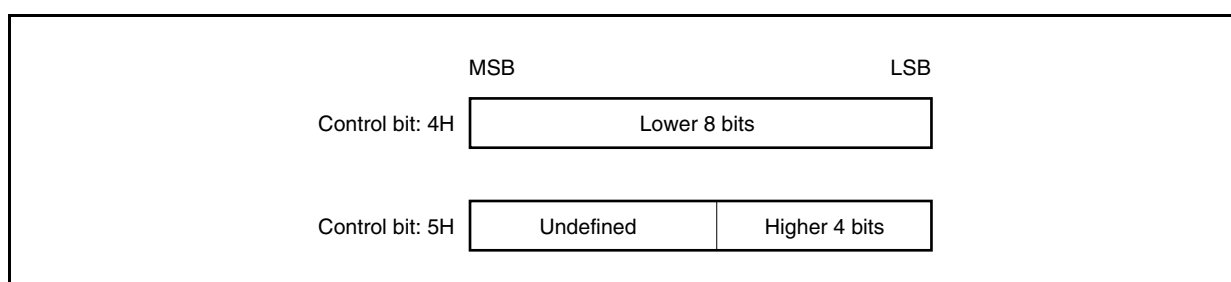 MSB LSB
Control bit: 4H Lower 8 bits
Control bit: 5H Undefined Higher 4 bits